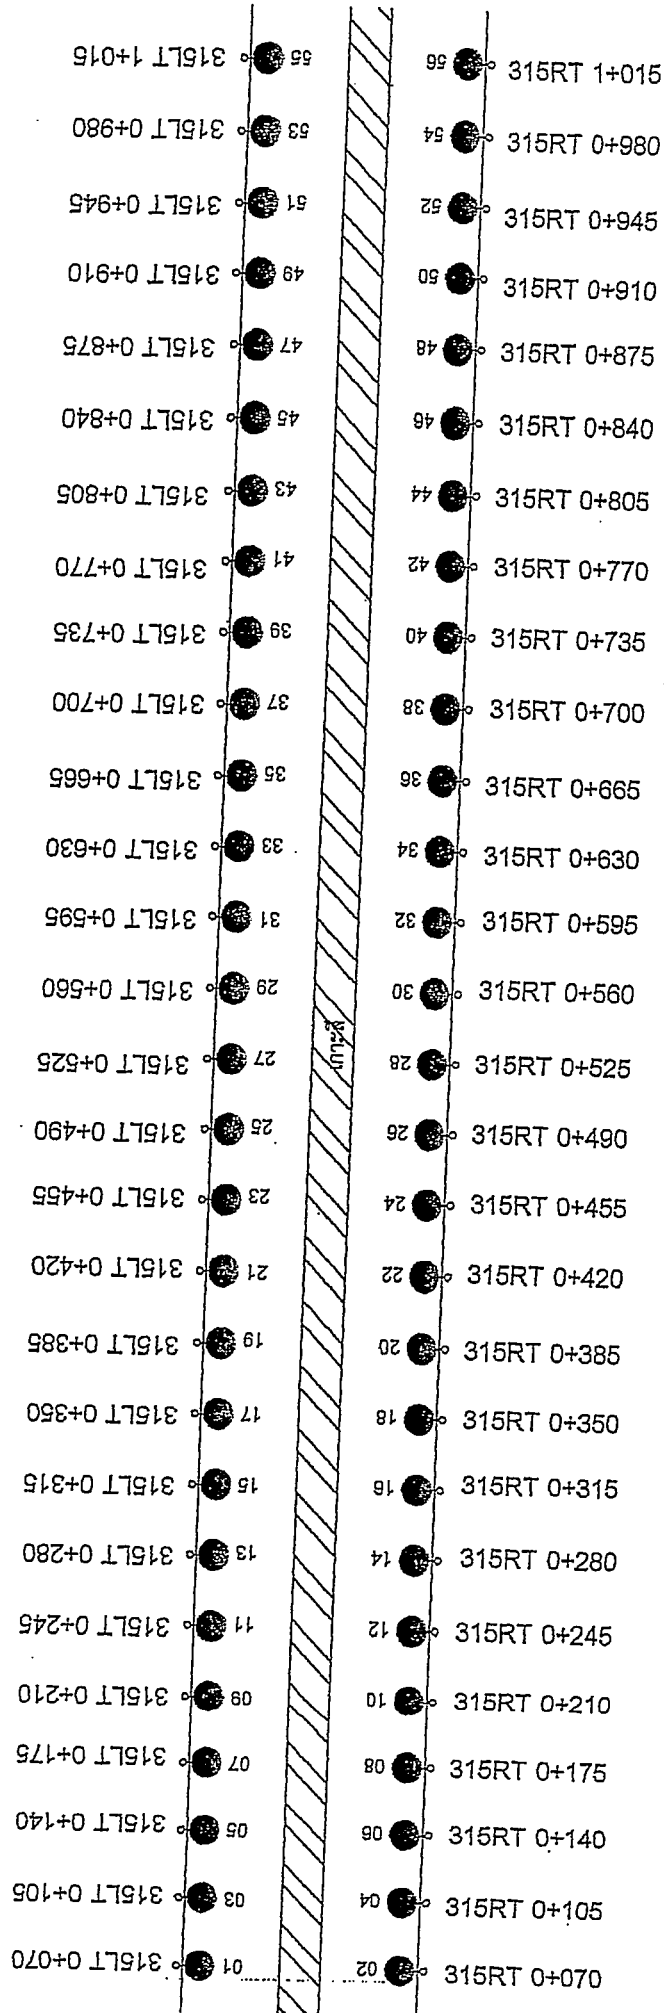 315LT 1+015 55 56 315RT 1+015
315LT 0+980 53 54 315RT 0+980
315LT 0+945 51 52 315RT 0+945
315LT 0+910 49 50 315RT 0+910
315LT 0+875 47 48 315RT 0+875
315LT 0+840 45 46 315RT 0+840
315LT 0+805 43 44 315RT 0+805
315LT 0+770 41 42 315RT 0+770
315LT 0+735 39 40 315RT 0+735
315LT 0+700 37 38 315RT 0+700
315LT 0+665 35 36 315RT 0+665
315LT 0+630 33 34 315RT 0+630
315LT 0+595 31 32 315RT 0+595
315LT 0+560 29 30 315RT 0+560
เกาะสี
315LT 0+525 27 28 315RT 0+525
315LT 0+490 25 26 315RT 0+490
315LT 0+455 23 24 315RT 0+455
315LT 0+420 21 22 315RT 0+420
315LT 0+385 19 20 315RT 0+385
315LT 0+350 17 18 315RT 0+350
315LT 0+315 15 16 315RT 0+315
315LT 0+280 13 14 315RT 0+280
315LT 0+245 11 12 315RT 0+245
315LT 0+210 09 10 315RT 0+210
315LT 0+175 07 08 315RT 0+175
315LT 0+140 05 06 315RT 0+140
315LT 0+105 03 04 315RT 0+105
315LT 0+070 01 02 315RT 0+070